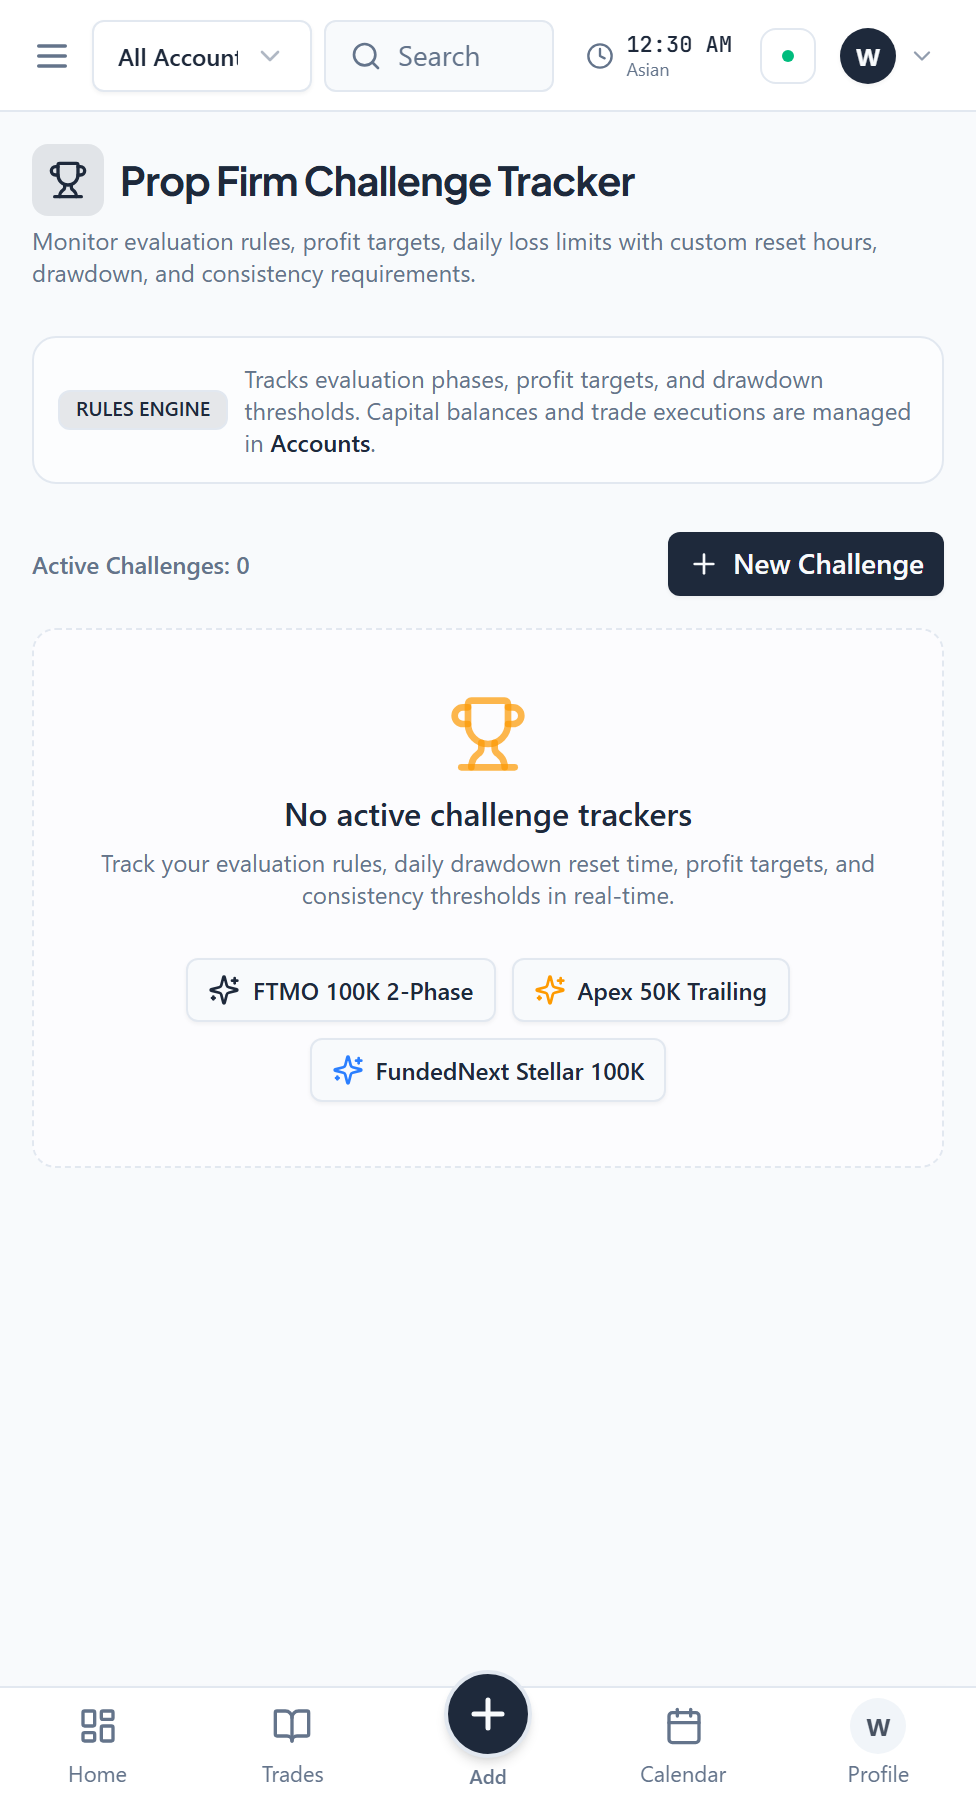 All Account
Search
12:30 AM
Asian
W
Prop Firm Challenge Tracker
Monitor evaluation rules, profit targets, daily loss limits with custom reset hours,
drawdown, and consistency requirements.
RULES ENGINE
Tracks evaluation phases, profit targets, and drawdown
thresholds. Capital balances and trade executions are managed
in Accounts.
Active Challenges: 0
New Challenge
No active challenge trackers
Track your evaluation rules, daily drawdown reset time, profit targets, and
consistency thresholds in real-time.
FTMO 100K 2-Phase
Apex 50K Trailing
FundedNext Stellar 100K
Home
Trades
Add
Calendar
W
Profile